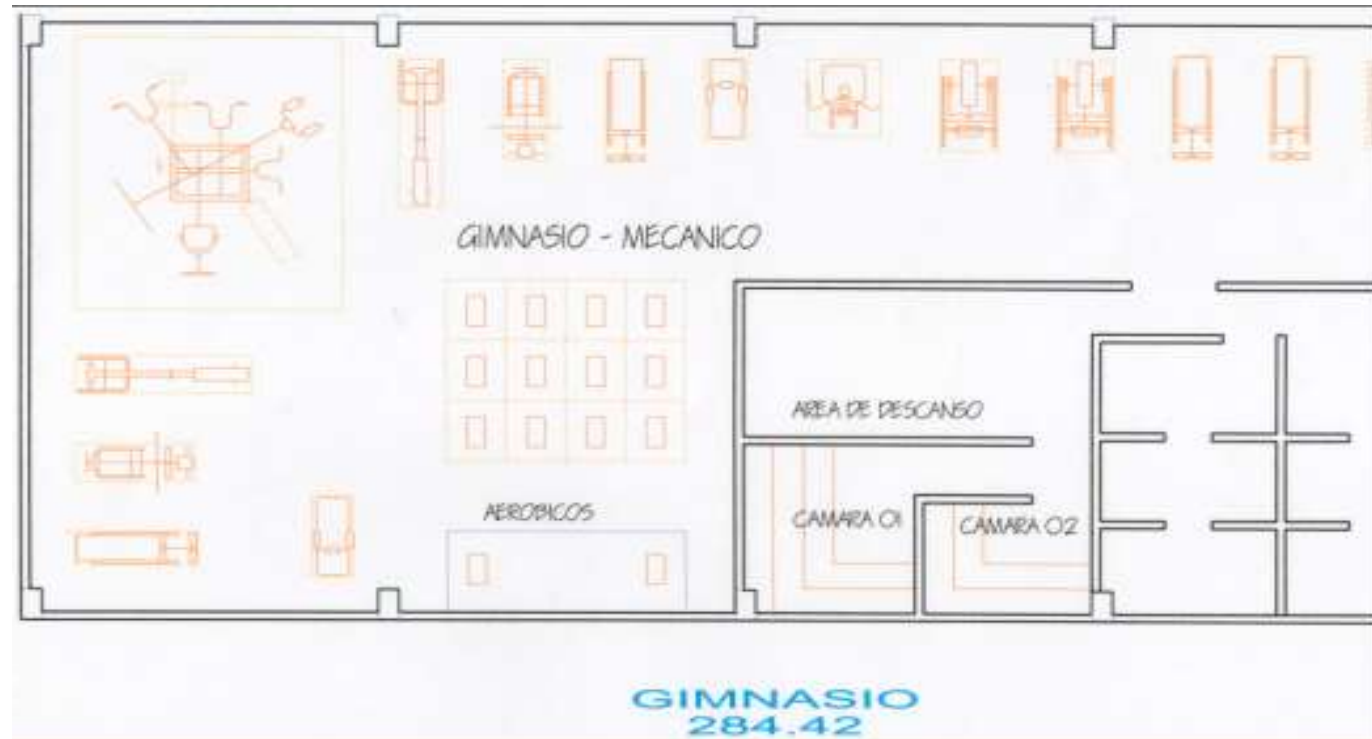 GIMNASIO - MECANICO
AREA DE DESCANSO
AEROBICOS
CAMARA 01
CAMARA 02
GIMNASIO
284.42